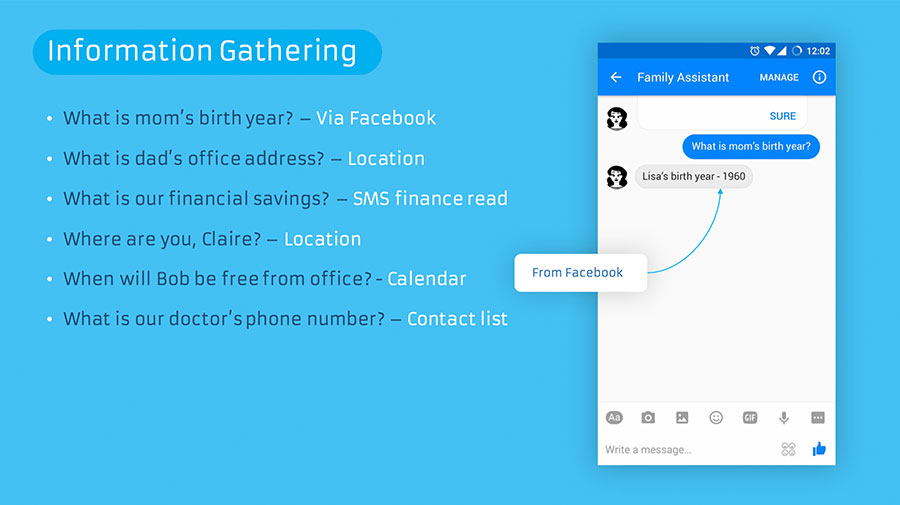 Information Gathering
• What is mom's birth year? – Via Facebook
• What is dad's office address? – Location
• What is our financial savings? – SMS finance read
• Where are you, Claire? – Location
• When will Bob be free from office? - Calendar
• What is our doctor's phone number? – Contact list
12:02
Family Assistant MANAGE
SURE
What is mom's birth year?
Lisa's birth year - 1960
From Facebook
Aa GIF
Write a message...